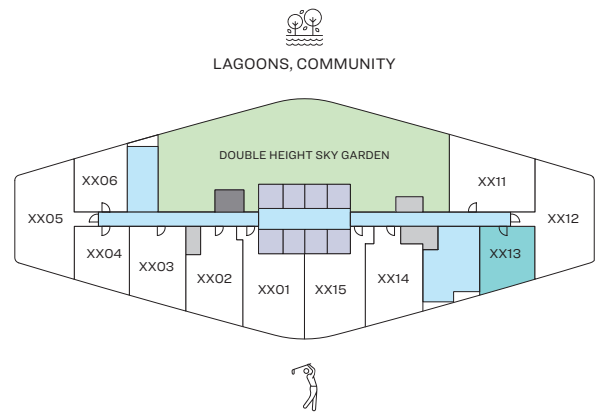 LAGOONS, COMMUNITY
DOUBLE HEIGHT SKY GARDEN
XX06
XX11
XX05
XX12
XX04
XX03
XX02
XX01
XX15
XX14
XX13